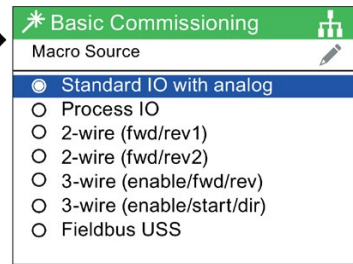 Basic Commissioning
Macro Source
Standard IO with analog
Process IO
2-wire (fwd/rev1)
2-wire (fwd/rev2)
3-wire (enable/fwd/rev)
3-wire (enable/start/dir)
Fieldbus USS